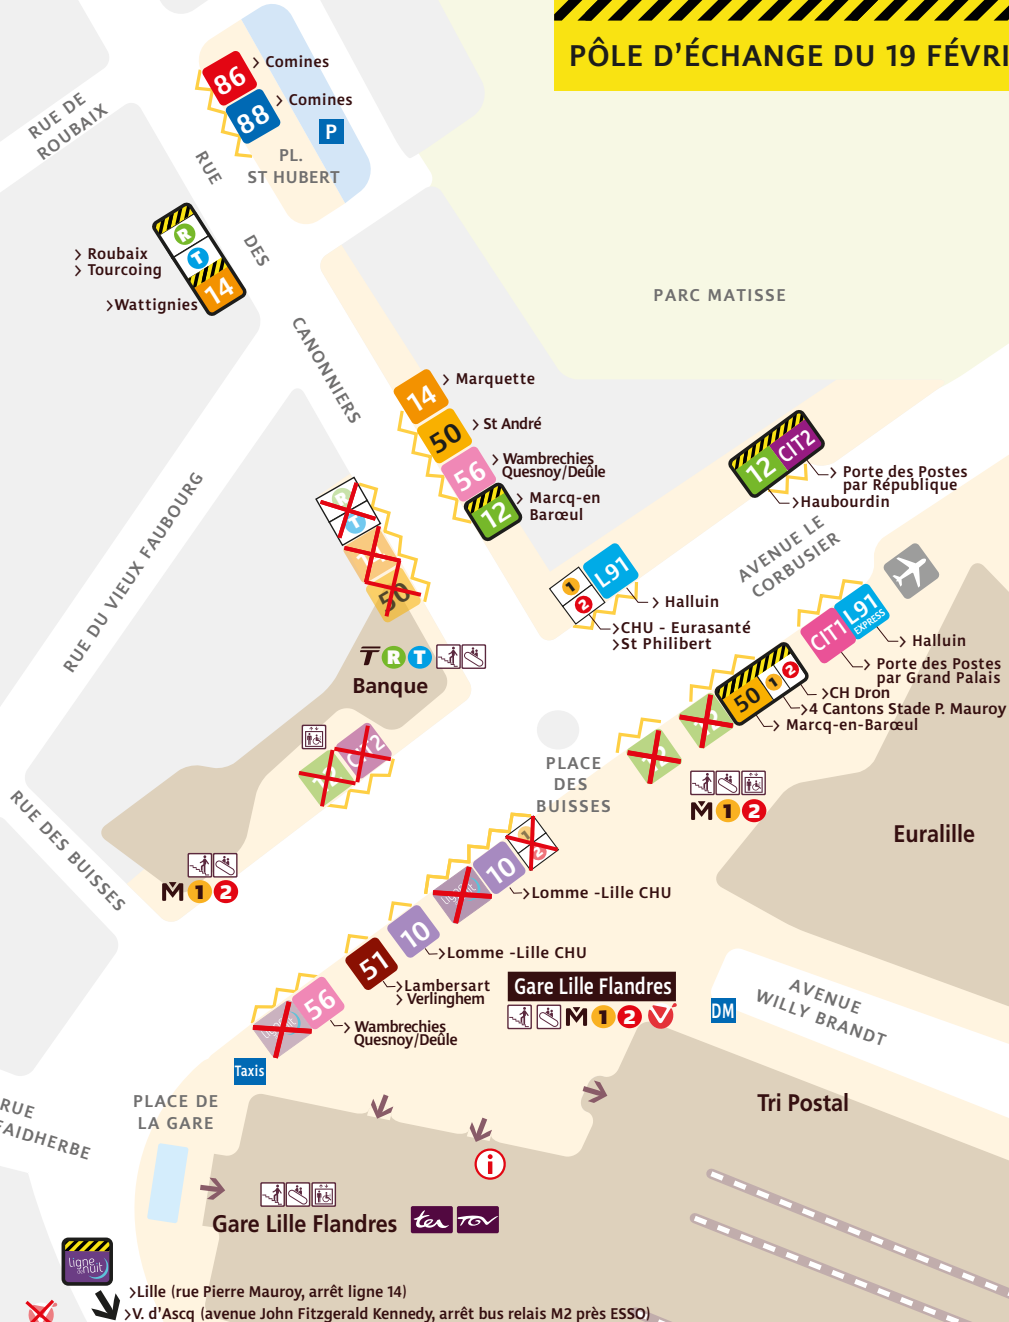 PÔLE D'ÉCHANGE DU 19 FÉVRI
86
> Comines
88
> Comines
P
PL.
ST HUBERT
RUE DE
ROUBAIX
RUE
DES
CANONNIERS
R
T
14
> Roubaix
> Tourcoing
>Wattignies
PARC MATISSE
14
> Marquette
50
> St André
56
> Wambrechies
Quesnoy/Deûle
12
> Marcq-en
Barœul
12
CIT2
> Porte des Postes
par République
>Haubourdin
AVENUE LE
CORBUSIER
RUE DU VIEUX FAUBOURG
R
T
50
1
2
L91
> Halluin
>CHU - Eurasanté
>St Philibert
CIT1
L91
EXPRESS
> Halluin
> Porte des Postes
par Grand Palais
50
1
2
>CH Dron
>4 Cantons Stade P. Mauroy
> Marcq-en-Barœul
T R T
Banque
12
CIT2
12
12
PLACE
DES
BUISSES
M 1 2
Euralille
RUE DES BUISSES
M 1 2
1
2
10
>Lomme -Lille CHU
10
>Lomme -Lille CHU
51
>Lambersart
> Verlinghem
56
> Wambrechies
Quesnoy/Deûle
Gare Lille Flandres
M 1 2 V
DM
AVENUE
WILLY BRANDT
Taxis
PLACE DE
LA GARE
Tri Postal
RUE
FAIDHERBE
i
Gare Lille Flandres
ter
TGV
ligne
de nuit
>Lille (rue Pierre Mauroy, arrêt ligne 14)
>V. d'Ascq (avenue John Fitzgerald Kennedy, arrêt bus relais M2 près ESSO)